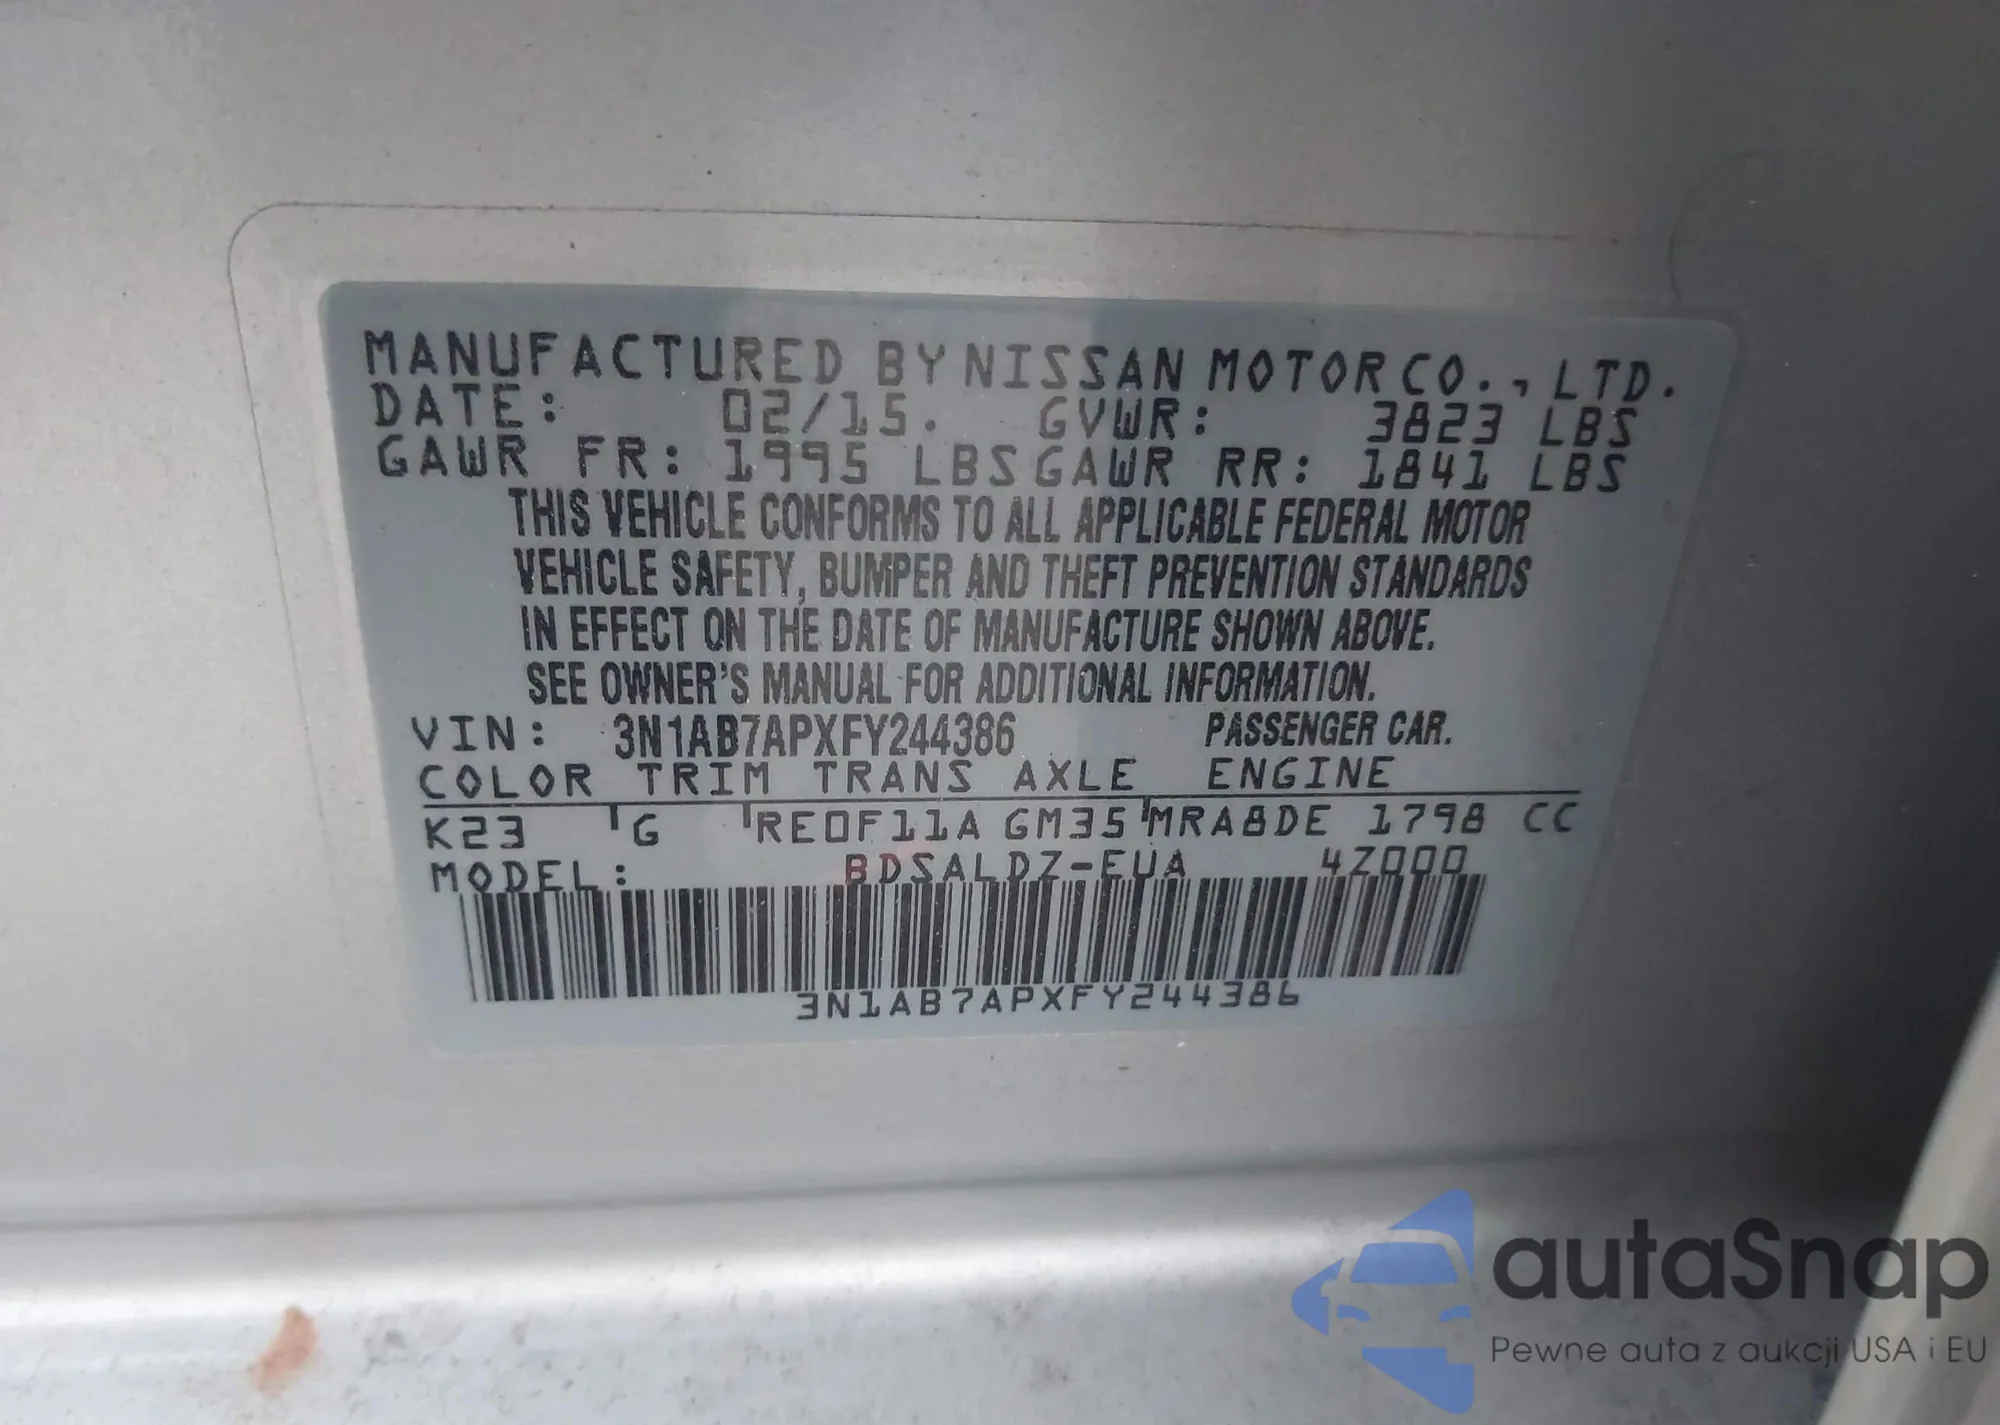 MANUFACTURED BY NISSAN MOTOR CO., LTD.
DATE: 02/15. GVWR: 3823 LBS
GAWR FR: 1995 LBS GAWR RR: 1841 LBS
THIS VEHICLE CONFORMS TO ALL APPLICABLE FEDERAL MOTOR
VEHICLE SAFETY, BUMPER AND THEFT PREVENTION STANDARDS
IN EFFECT ON THE DATE OF MANUFACTURE SHOWN ABOVE.
SEE OWNER'S MANUAL FOR ADDITIONAL INFORMATION.
VIN: 3N1AB7APXFY244386 PASSENGER CAR.
COLOR TRIM TRANS AXLE ENGINE
K23 G RE0F11A GM35 MRA8DE 1798 CC
MODEL: BDSALDZ-EUA 4Z000
3N1AB7APXFY244386
autaSnap
Pewne auta z aukcji USA i EU